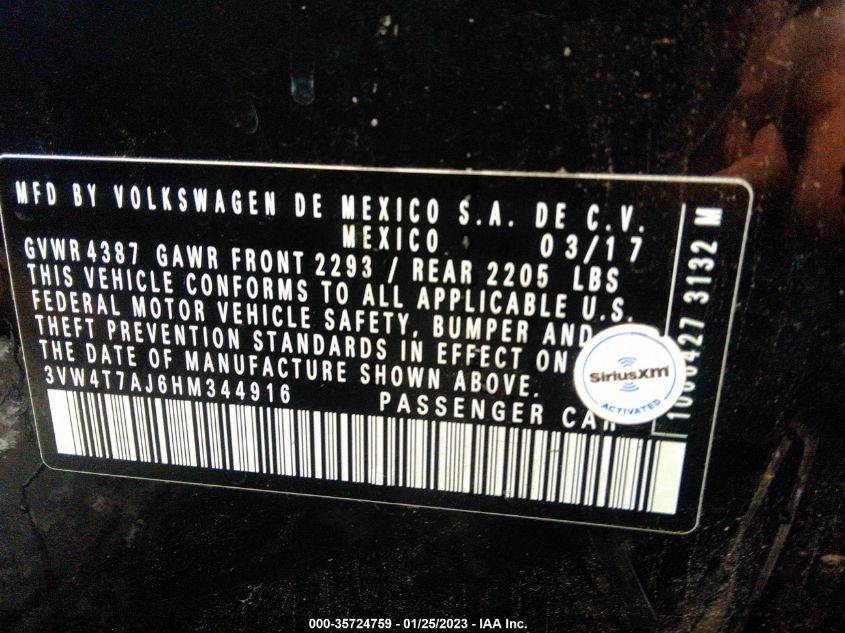 MFD BY VOLKSWAGEN DE MEXICO S.A. DE C.V.
MEXICO 03/17
GVWR 4387 GAWR FRONT 2293 / REAR 2205 LBS
THIS VEHICLE CONFORMS TO ALL APPLICABLE U.S.
FEDERAL MOTOR VEHICLE SAFETY, BUMPER AND
THEFT PREVENTION STANDARDS IN EFFECT ON
THE DATE OF MANUFACTURE SHOWN ABOVE.
3VW4T7AJ6HM344916 PASSENGER CAR
3132 M
SiriusXM
ACTIVATED
000-35724759 - 01/25/2023 - IAA Inc.